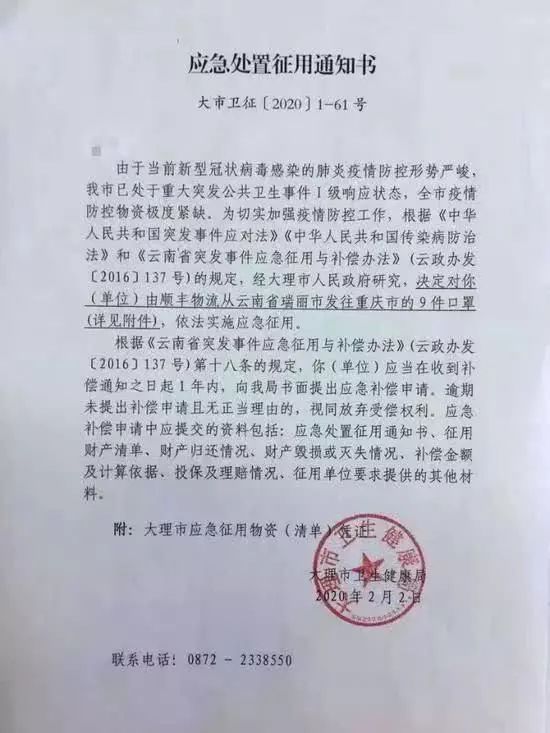 应急处置征用通知书
大市卫征〔2020〕1-61号
由于当前新型冠状病毒感染的肺炎疫情防控形势严峻，
我市已处于重大突发公共卫生事件I级响应状态，全市疫情
防控物资极度紧缺。为切实加强疫情防控工作，根据《中华
人民共和国突发事件应对法》《中华人民共和国传染病防治
法》和《云南省突发事件应急征用与补偿办法》（云政办发
〔2016〕137号)的规定，经大理市人民政府研究，决定对你
（单位）由顺丰物流从云南省瑞丽市发往重庆市的9件口罩
(详见附件)，依法实施应急征用。
根据《云南省突发事件应急征用与补偿办法》（云政办发
〔2016〕137号）第十八条的规定，你（单位）应当在收到补
偿通知之日起1年内，向我局书面提出应急补偿申请。逾期
未提出补偿申请且无正当理由的，视同放弃受偿权利。应急
补偿申请中应提交的资料包括：应急处置征用通知书、征用
财产清单、财产归还情况、财产毁损或灭失情况、补偿金额
及计算依据、投保及理赔情况、征用单位要求提供的其他材
料。
附：大理市应急征用物资（清单）凭证
大理市卫生健康局
大理市卫生健康局
2020年2月2日
联系电话：0872－2338550